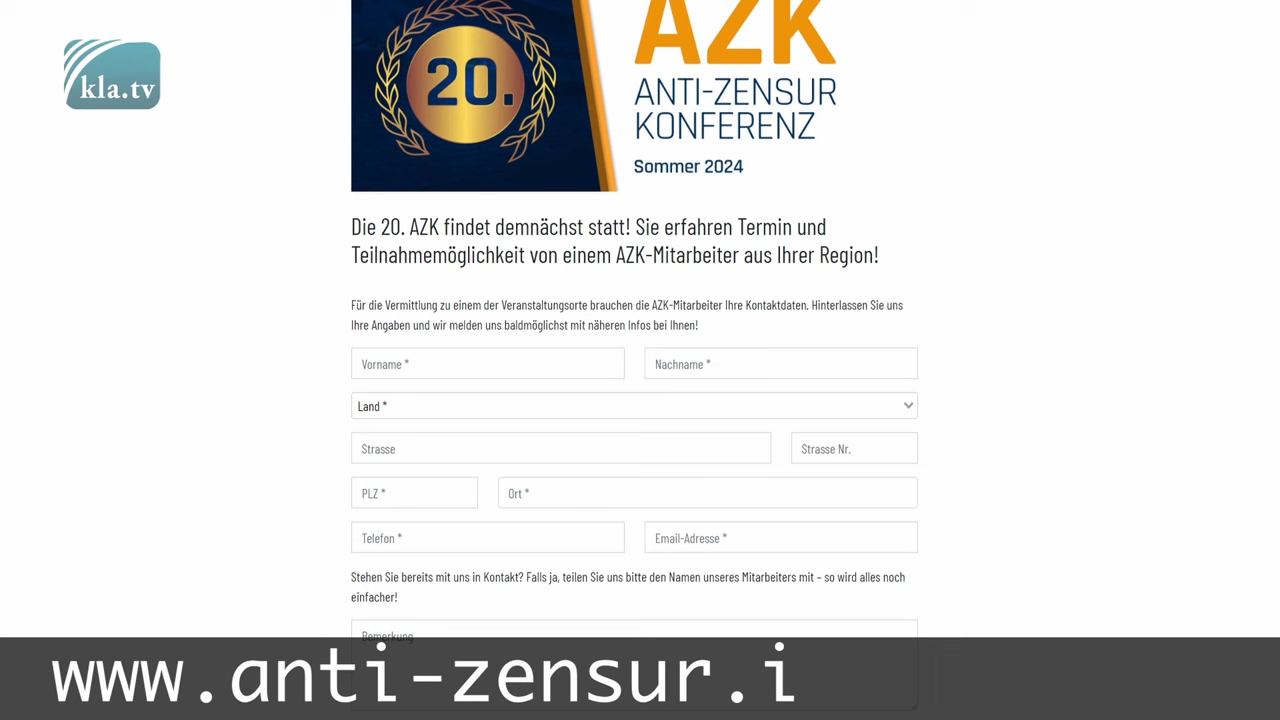 kla.tv
20.
AZK
ANTI-ZENSUR
KONFERENZ
Sommer 2024
Die 20. AZK findet demnächst statt! Sie erfahren Termin und
Teilnahmemöglichkeit von einem AZK-Mitarbeiter aus Ihrer Region!
Für die Vermittlung zu einem der Veranstaltungsorte brauchen die AZK-Mitarbeiter Ihre Kontaktdaten. Hinterlassen Sie uns
Ihre Angaben und wir melden uns baldmöglichst mit näheren Infos bei Ihnen!
Vorname * Nachname *
Land *
Strasse Strasse Nr.
PLZ * Ort *
Telefon * Email-Adresse *
Stehen Sie bereits mit uns in Kontakt? Falls ja, teilen Sie uns bitte den Namen unseres Mitarbeiters mit – so wird alles noch
einfacher!
Bemerkung
www.anti-zensur.i